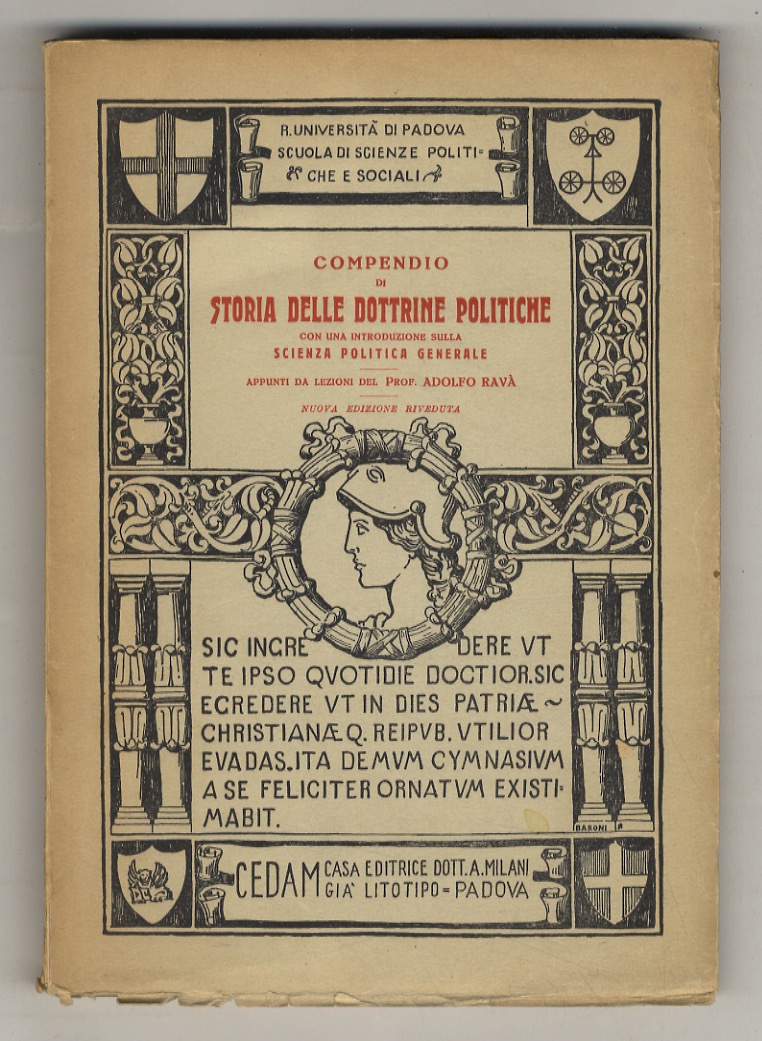 R. UNIVERSITÀ DI PADOVA
SCUOLA DI SCIENZE POLITI=
CHE E SOCIALI
COMPENDIO
DI
STORIA DELLE DOTTRINE POLITICHE
CON UNA INTRODUZIONE SULLA
SCIENZA POLITICA GENERALE
APPUNTI DA LEZIONI DEL PROF. ADOLFO RAVÀ
NUOVA EDIZIONE RIVEDUTA
SIC INGRE DERE VT
TE IPSO QVOTIDIE DOCTIOR. SIC
EGREDERE VT IN DIES PATRIÆ ~
CHRISTIANÆ Q. REIPVB. VTILIOR
EVADAS. ITA DEMVM GYMNASIVM
A SE FELICITER ORNATVM EXISTI=
MABIT.
BARONI
CEDAM CASA EDITRICE DOTT. A. MILANI
GIA' LITOTIPO = PADOVA